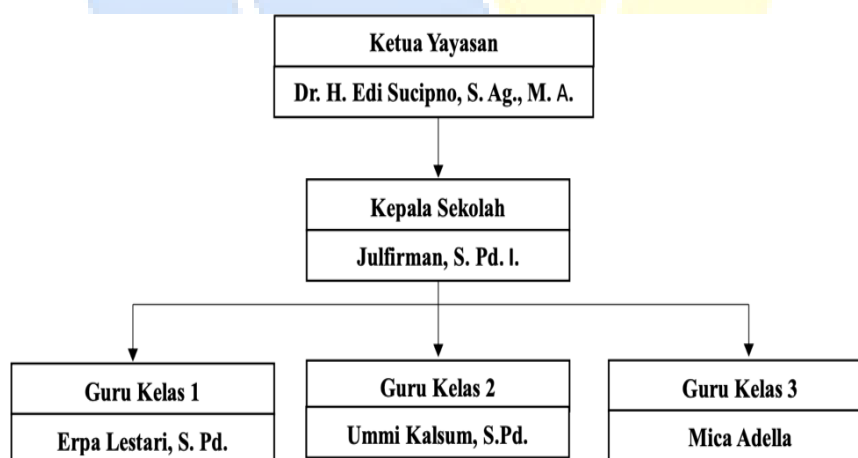 Ketua Yayasan
Dr. H. Edi Sucipno, S. Ag., M. A.
Kepala Sekolah
Julfirman, S. Pd. I.
Guru Kelas 1
Erpa Lestari, S. Pd.
Guru Kelas 2
Ummi Kalsum, S.Pd.
Guru Kelas 3
Mica Adella